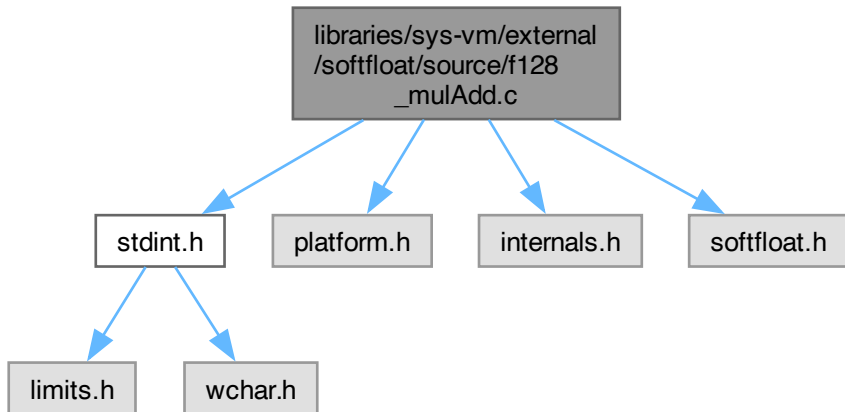 libraries/sys-vm/external
/softfloat/source/f128
_mulAdd.c
stdint.h
platform.h
internals.h
softfloat.h
limits.h
wchar.h